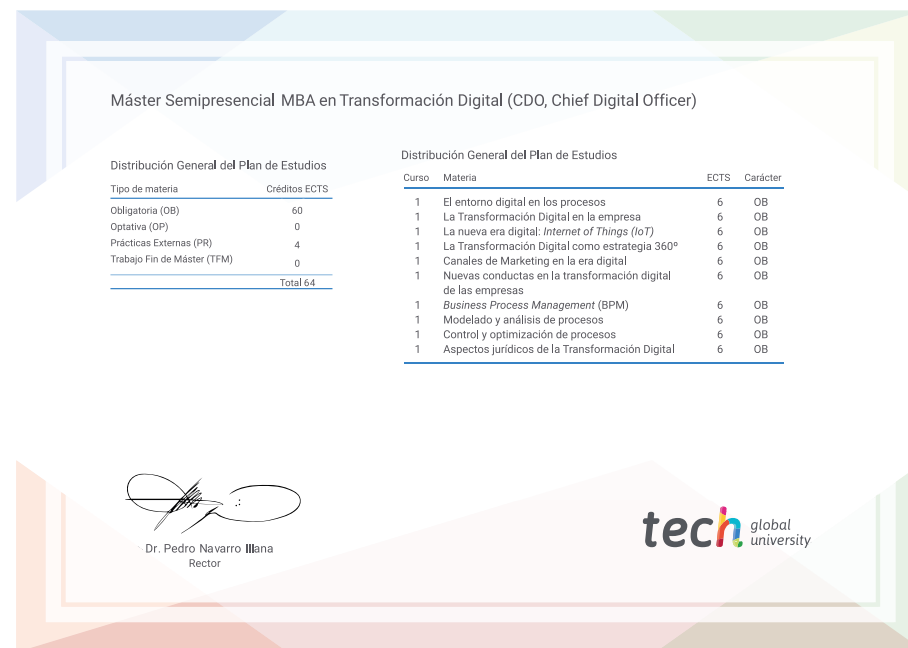 Máster Semipresencial MBA en Transformación Digital (CDO, Chief Digital Officer)
Distribución General del Plan de Estudios
Tipo de materia Créditos ECTS
Obligatoria (OB) 60
Optativa (OP) 0
Prácticas Externas (PR) 4
Trabajo Fin de Máster (TFM) 0
Total 64
Distribución General del Plan de Estudios
Curso Materia ECTS Carácter
1 El entorno digital en los procesos 6 OB
1 La Transformación Digital en la empresa 6 OB
1 La nueva era digital: Internet of Things (IoT) 6 OB
1 La Transformación Digital como estrategia 360º 6 OB
1 Canales de Marketing en la era digital 6 OB
1 Nuevas conductas en la transformación digital 6 OB
de las empresas
1 Business Process Management (BPM) 6 OB
1 Modelado y análisis de procesos 6 OB
1 Control y optimización de procesos 6 OB
1 Aspectos jurídicos de la Transformación Digital 6 OB
Dr. Pedro Navarro Illana
Rector
tech global
university